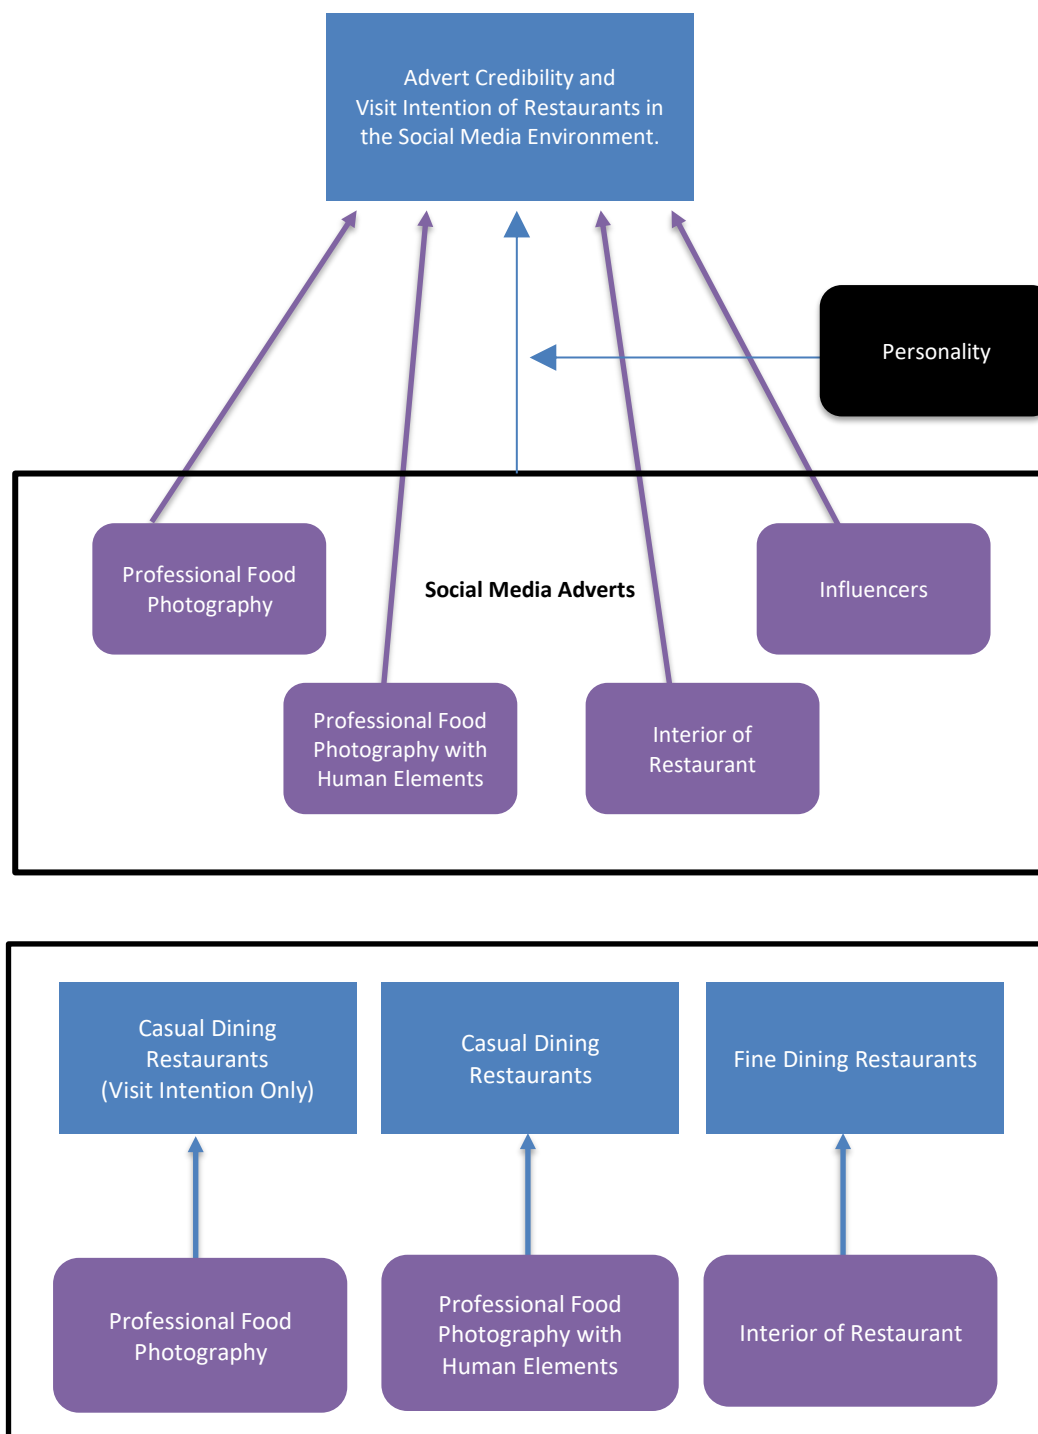 Advert Credibility and
Visit Intention of Restaurants in
the Social Media Environment.
Personality
Professional Food
Photography
Social Media Adverts
Influencers
Professional Food
Photography with
Human Elements
Interior of
Restaurant
Casual Dining
Restaurants
(Visit Intention Only)
Casual Dining
Restaurants
Fine Dining Restaurants
Professional Food
Photography
Professional Food
Photography with
Human Elements
Interior of Restaurant